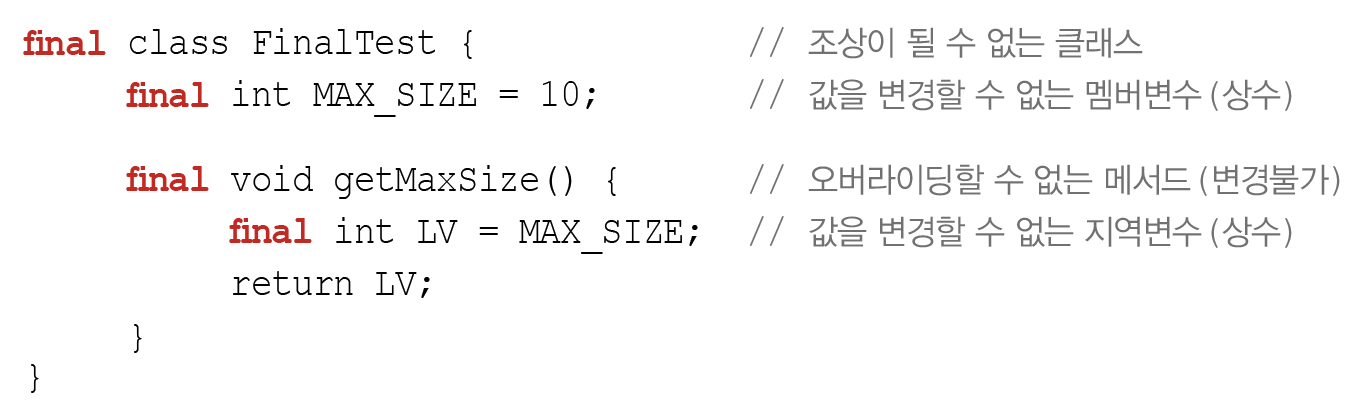 final class FinalTest { // 조상이 될 수 없는 클래스
final int MAX_SIZE = 10; // 값을 변경할 수 없는 멤버변수(상수)
final void getMaxSize() { // 오버라이딩할 수 없는 메서드(변경불가)
final int LV = MAX_SIZE; // 값을 변경할 수 없는 지역변수(상수)
return LV;
}
}